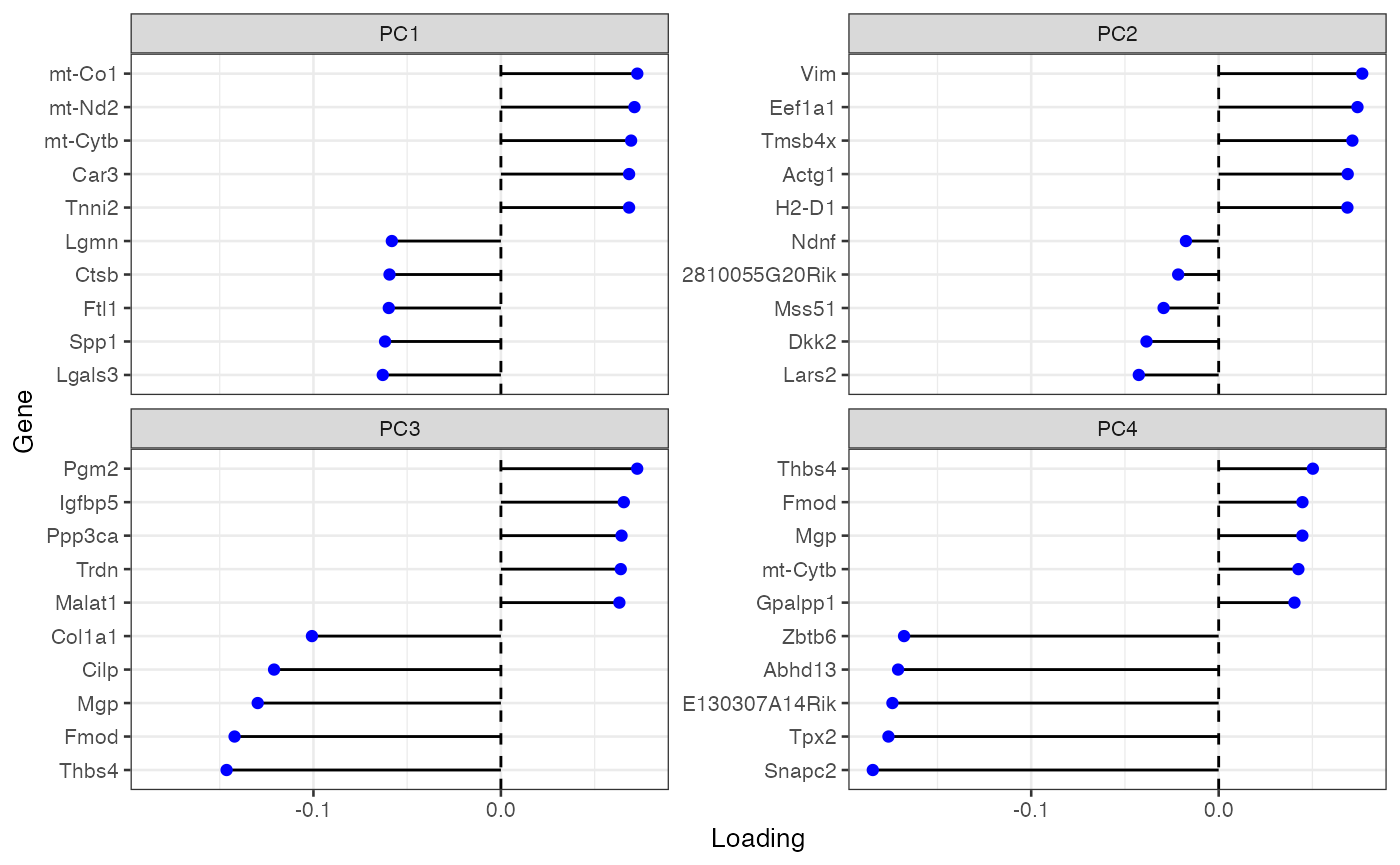 PC1
mt-Co1
mt-Nd2
mt-Cytb
Car3
Tnni2
Lgmn
Ctsb
Ftl1
Spp1
Lgals3
PC2
Vim
Eef1a1
Tmsb4x
Actg1
H2-D1
Ndnf
2810055G20Rik
Mss51
Dkk2
Lars2
PC3
Pgm2
Igfbp5
Ppp3ca
Trdn
Malat1
Col1a1
Cilp
Mgp
Fmod
Thbs4
-0.1 0.0
PC4
Thbs4
Fmod
Mgp
mt-Cytb
Gpalpp1
Zbtb6
Abhd13
E130307A14Rik
Tpx2
Snapc2
-0.1 0.0
Gene
Loading